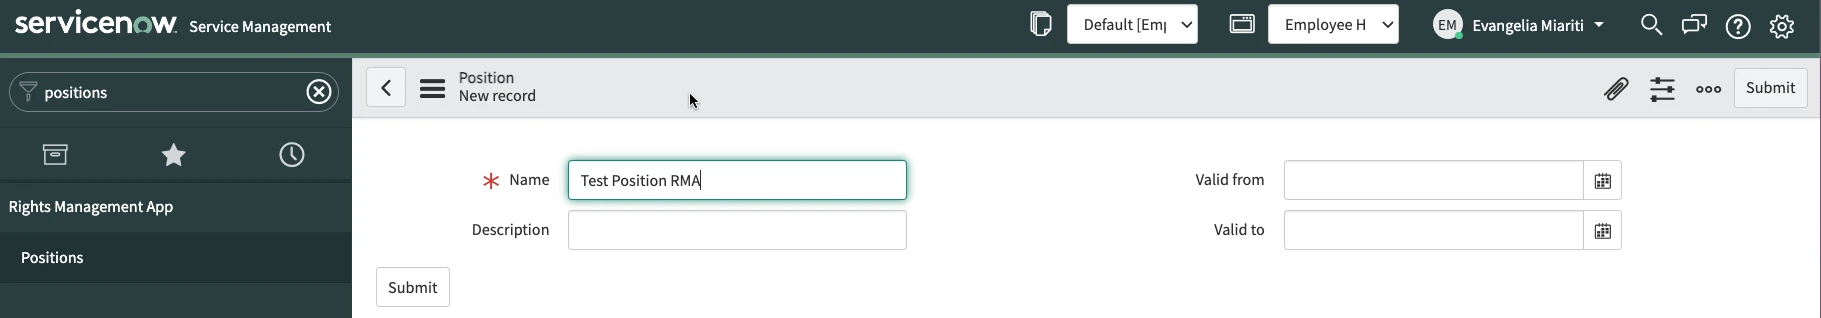 servicenow. Service Management
Default [Emp
Employee H
EM
Evangelia Miariti
positions
Rights Management App
Positions
Position
New record
Submit
Name
Test Position RMA
Description
Valid from
Valid to
Submit